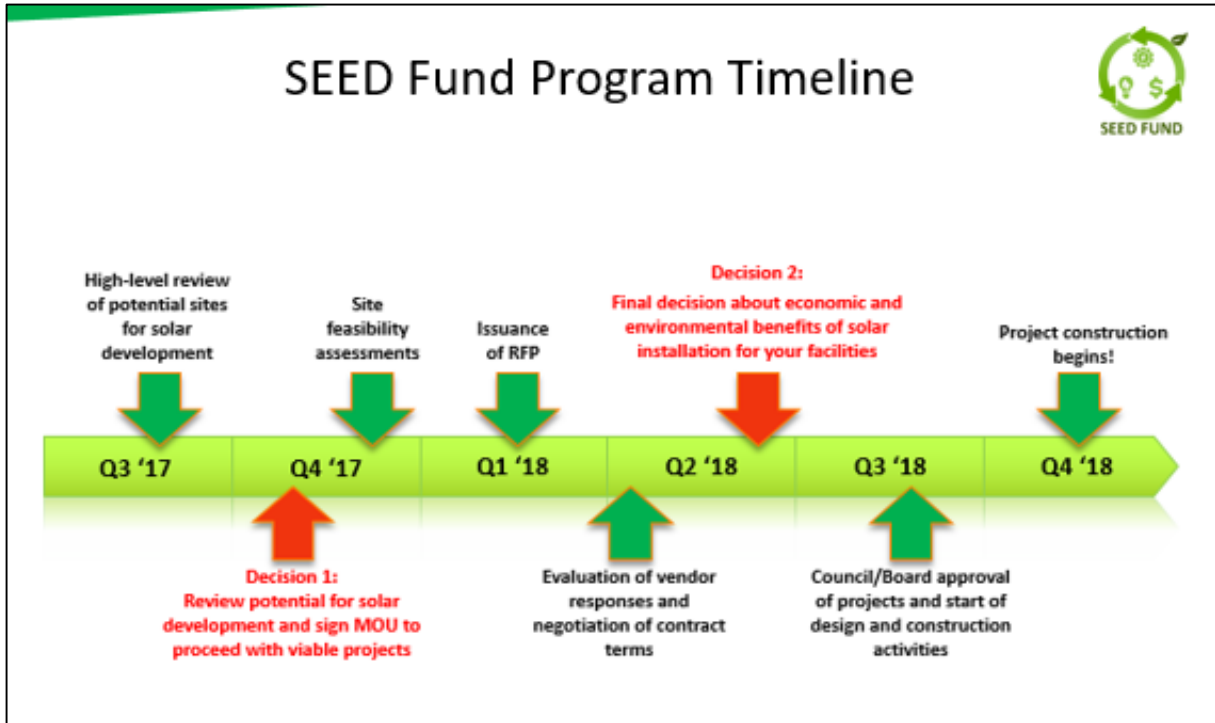 SEED Fund Program Timeline
$
SEED FUND
High-level review
of potential sites
for solar
development
Site
feasibility
assessments
Issuance
of RFP
Decision 2:
Final decision about economic and
environmental benefits of solar
installation for your facilities
Project construction
begins!
Q3 ‘17
Q4 ‘17
Q1 ‘18
Q2 ‘18
Q3 ‘18
Q4 ‘18
Decision 1:
Review potential for solar
development and sign MOU to
proceed with viable projects
Evaluation of vendor
responses and
negotiation of contract
terms
Council/Board approval
of projects and start of
design and construction
activities